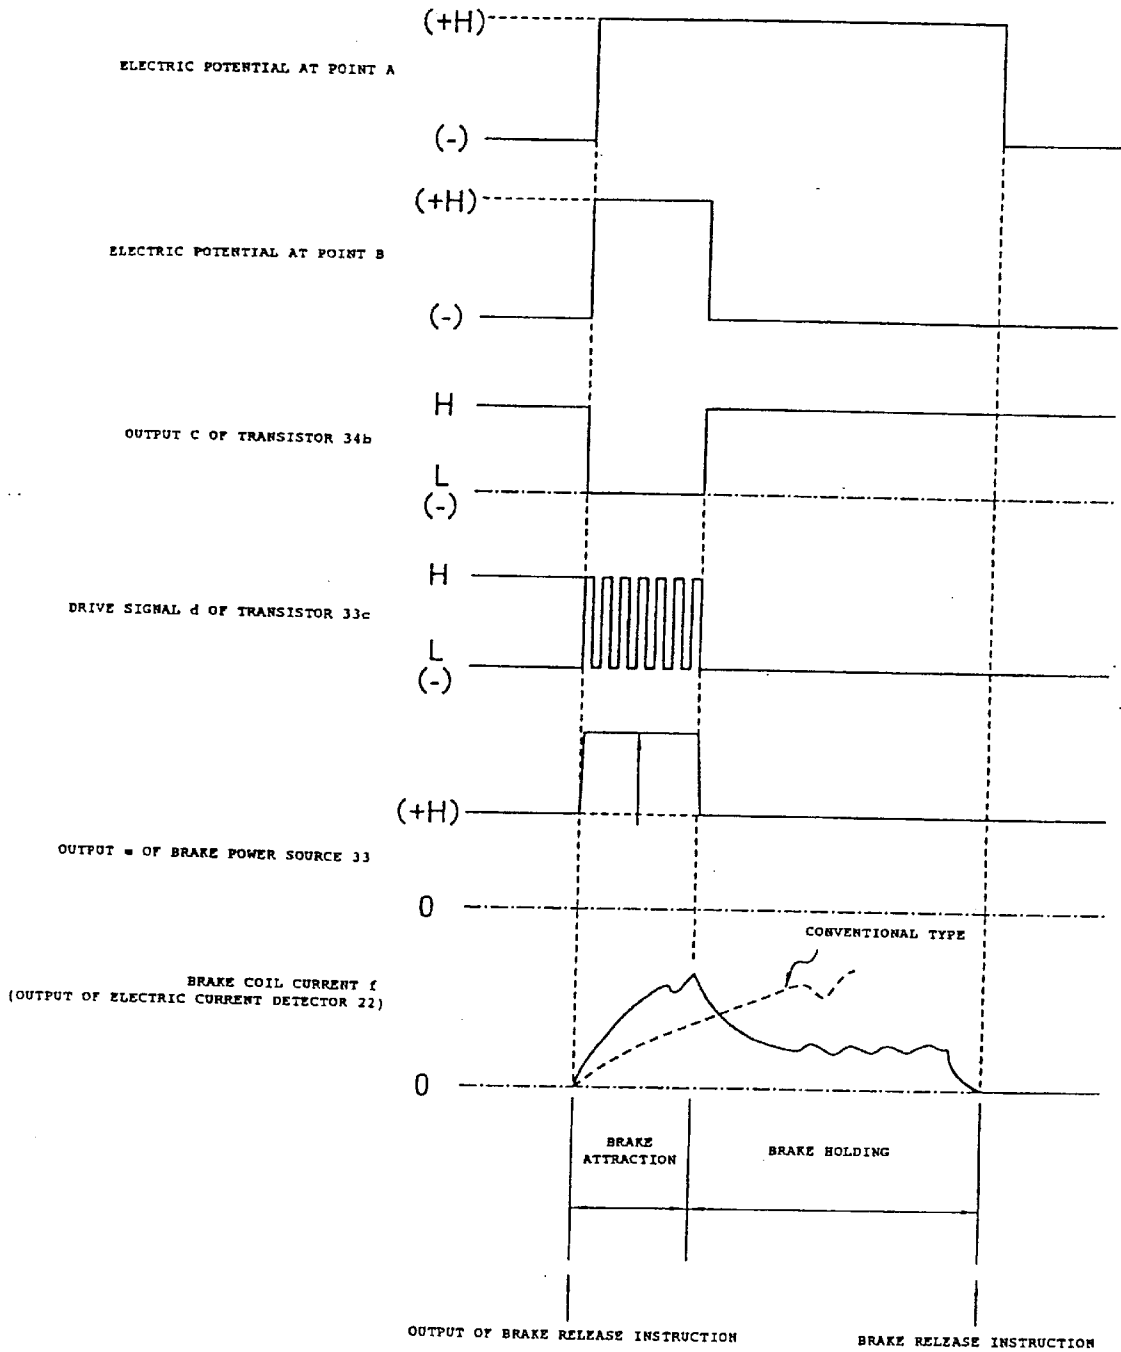 (+H)
ELECTRIC POTENTIAL AT POINT A
(-)
(+H)
ELECTRIC POTENTIAL AT POINT B
(-)
H
OUTPUT C OF TRANSISTOR 34b
L
(-)
H
DRIVE SIGNAL d OF TRANSISTOR 33c
L
(-)
(+H)
OUTPUT e OF BRAKE POWER SOURCE 33
0
CONVENTIONAL TYPE
BRAKE COIL CURRENT f
(OUTPUT OF ELECTRIC CURRENT DETECTOR 22)
0
BRAKE
ATTRACTION
BRAKE HOLDING
OUTPUT OF BRAKE RELEASE INSTRUCTION
BRAKE RELEASE INSTRUCTION